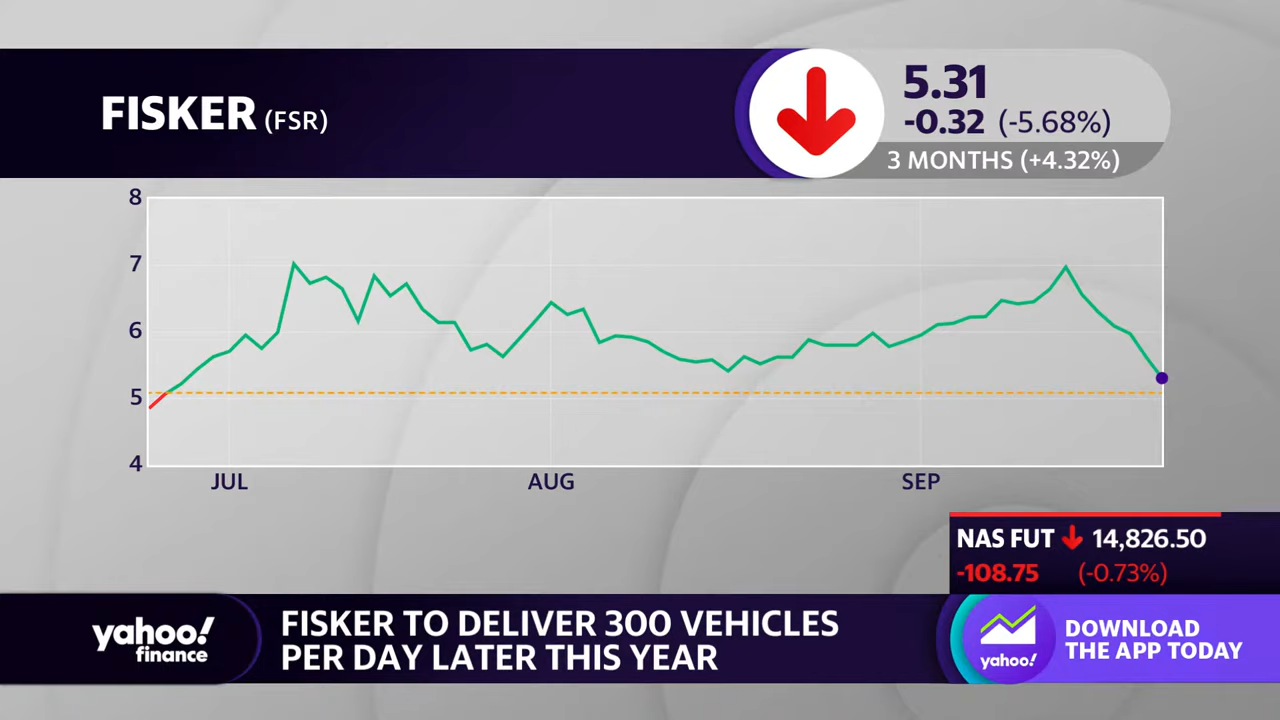 FISKER (FSR)
5.31
-0.32 (-5.68%)
3 MONTHS (+4.32%)
8
7
6
5
4
JUL AUG SEP
NAS FUT 14,826.50
-108.75 (-0.73%)
yahoo!
finance
FISKER TO DELIVER 300 VEHICLES
PER DAY LATER THIS YEAR
yahoo!
DOWNLOAD
THE APP TODAY